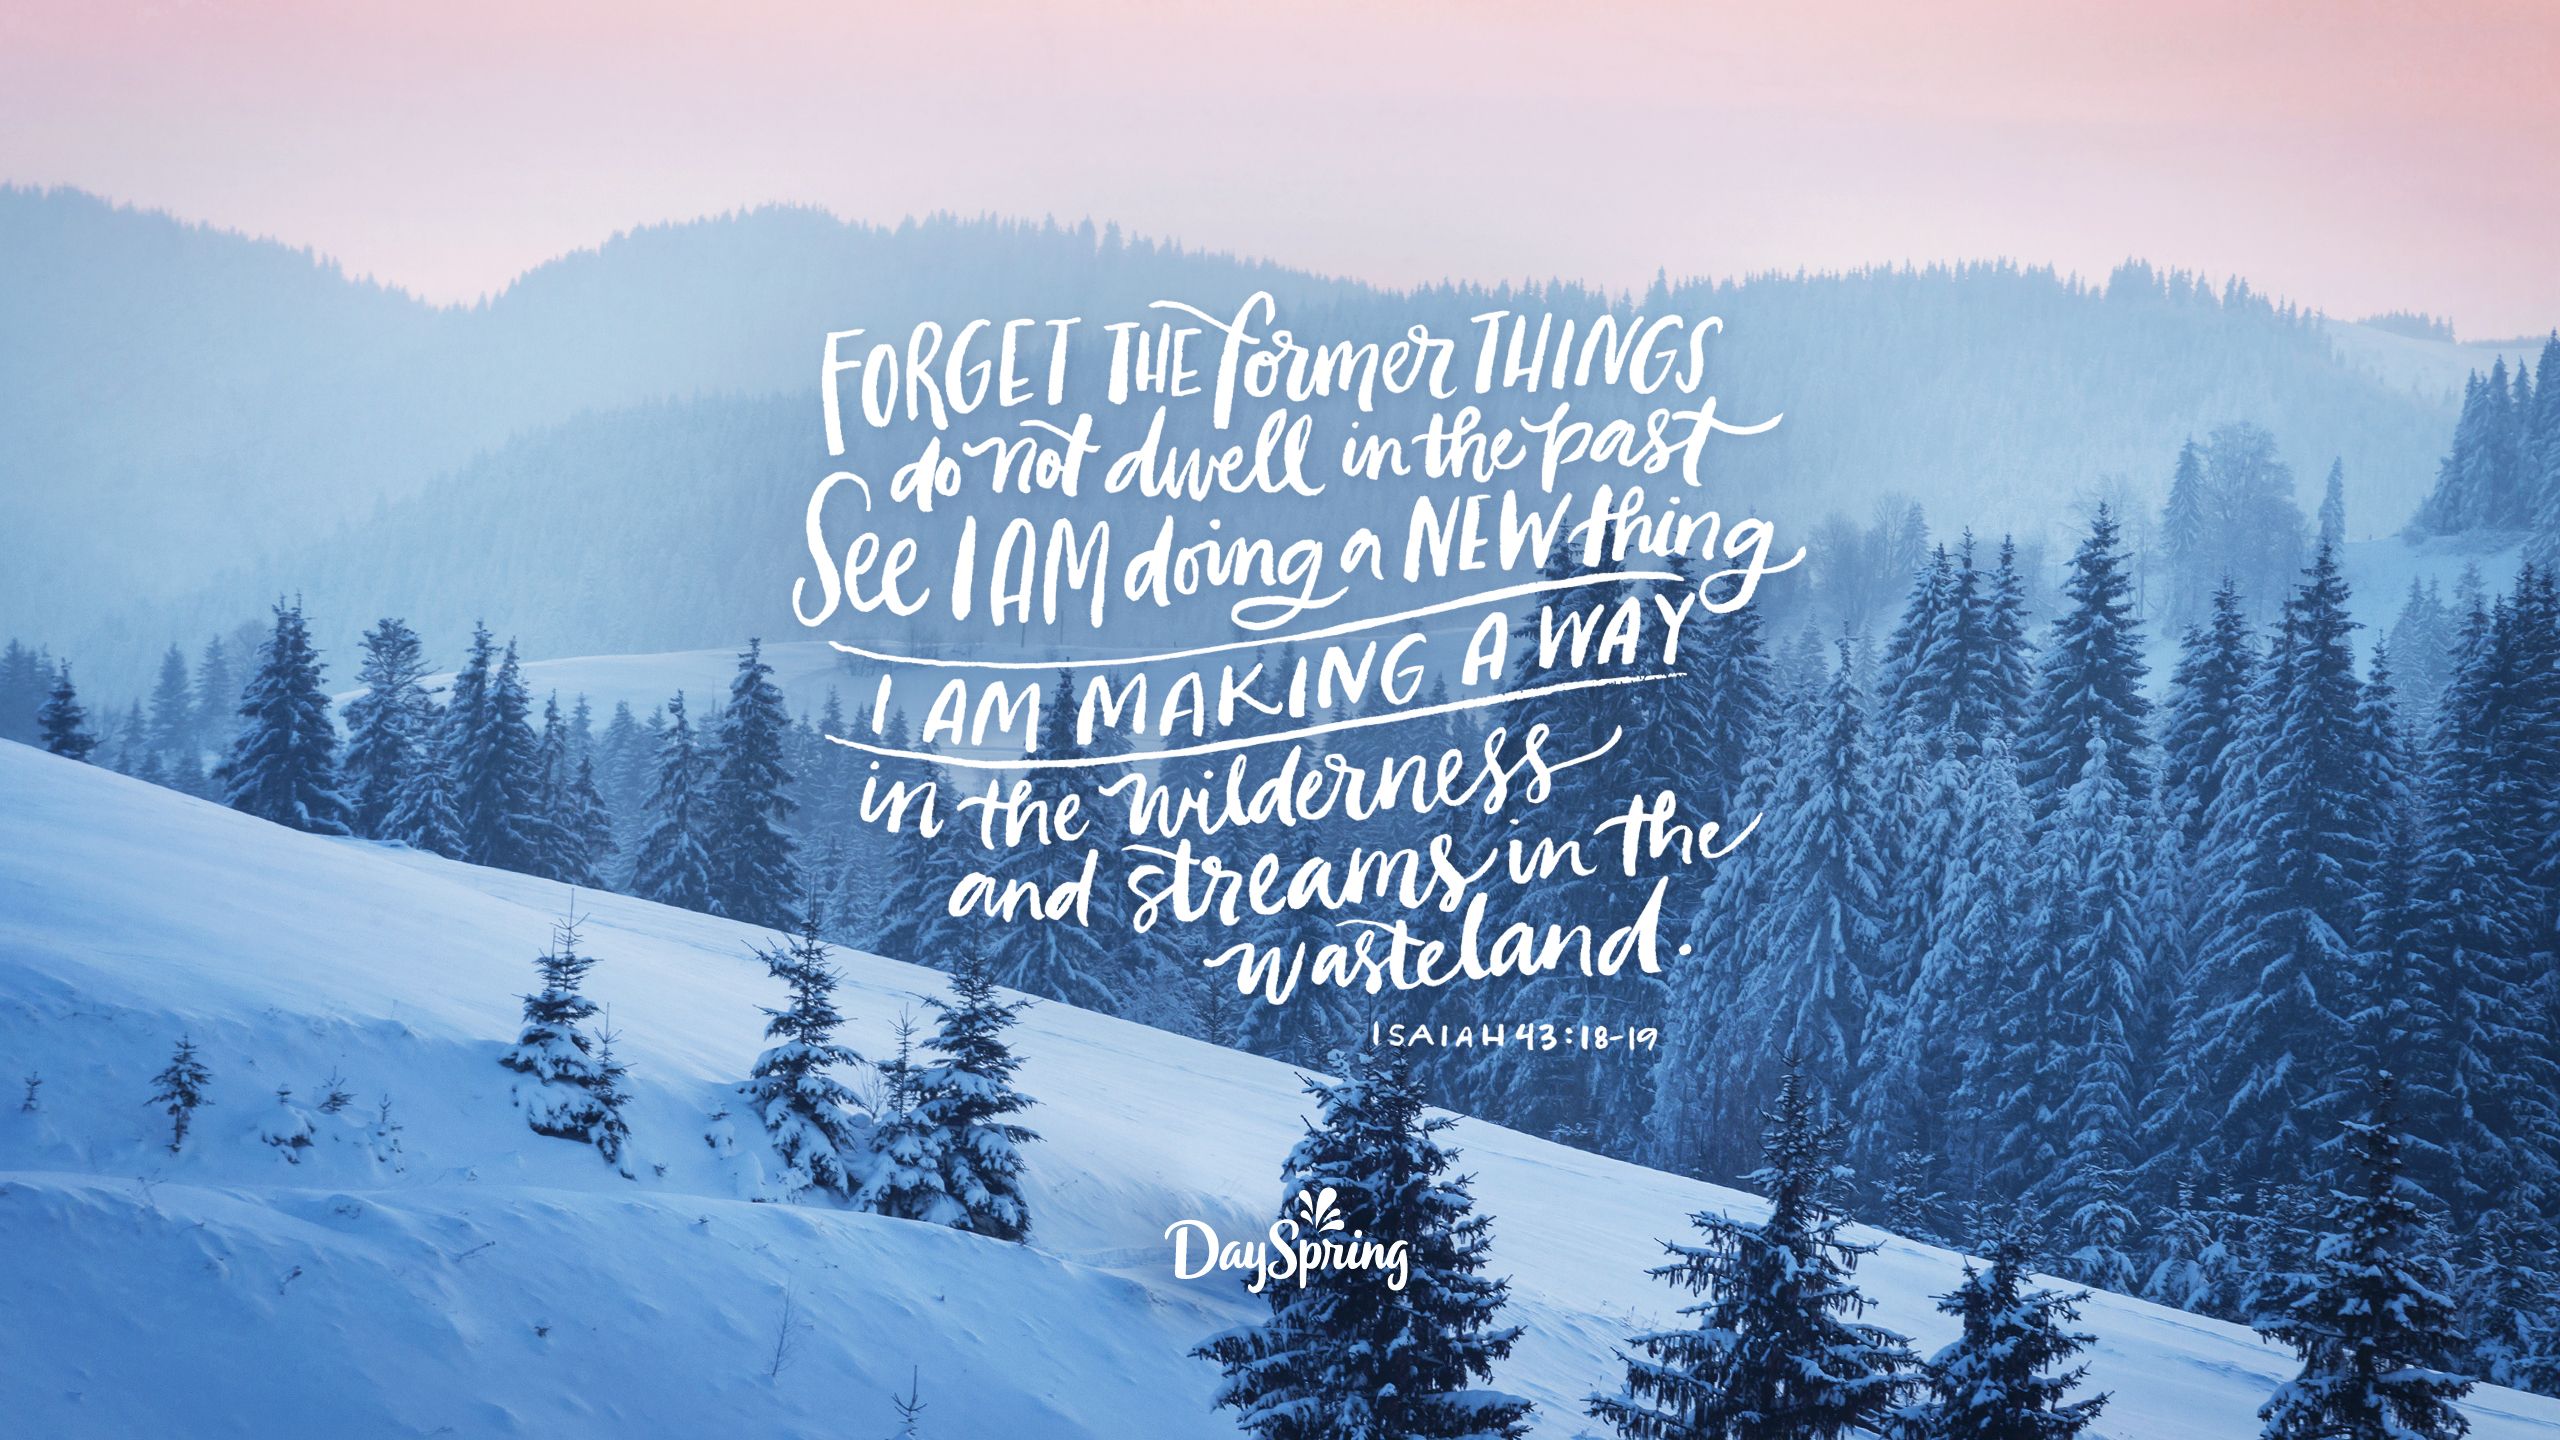 FORGET THE former THINGS
do not dwell in the past
See I AM doing a NEW thing
I AM MAKING A WAY
in the wilderness
and streams in the
wasteland.
ISAIAH 43:18-19
DaySpring